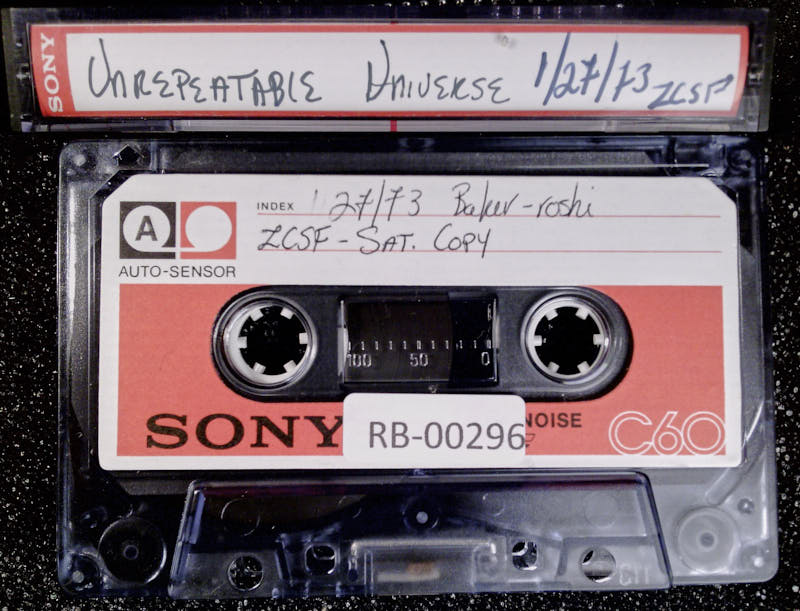 SONY UNREPEATABLE UNIVERSE 1/27/73 ZCSF
A INDEX 1/27/73 Baker-roshi
ZCSF-SAT. COPY
AUTO-SENSOR
100 50 0
SONY NOISE C60
RB-00296